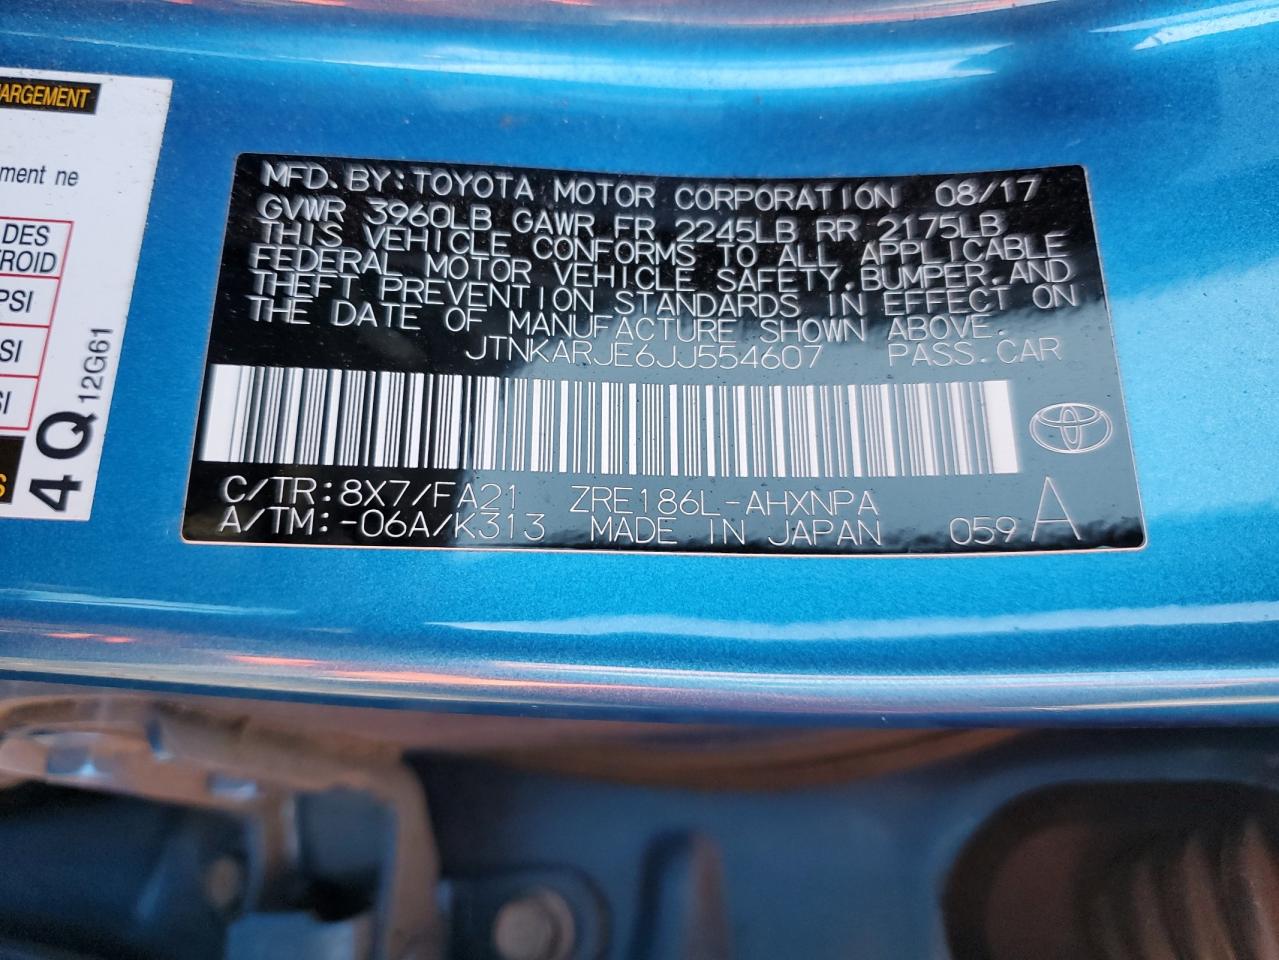 ARGEMENT
ment ne
DES
ROID
PSI
SI
SI
S
4Q 12G61
MFD.BY:TOYOTA MOTOR CORPORATION 08/17
GVWR 3960LB GAWR FR 2245LB RR 2175LB
THIS VEHICLE CONFORMS TO ALL APPLICABLE
FEDERAL MOTOR VEHICLE SAFETY,BUMPER,AND
THEFT PREVENTION STANDARDS IN EFFECT ON
THE DATE OF MANUFACTURE SHOWN ABOVE.
JTNKARJE6JJ554607 PASS.CAR
C/TR:8X7/FA21 ZRE186L-AHXNPA
A/TM:-06A/K313 MADE IN JAPAN 059 A